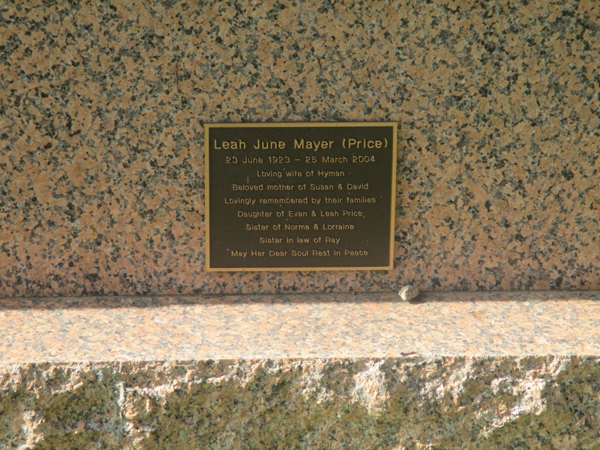 Leah June Mayer (Price)
23 June 1923 - 25 March 2004
Loving wife of Hyman
Beloved mother of Susan & David
Lovingly remembered by their families
Daughter of Evan & Leah Price
Sister of Norma & Lorraine
Sister in law of Ray
May Her Dear Soul Rest in Peace